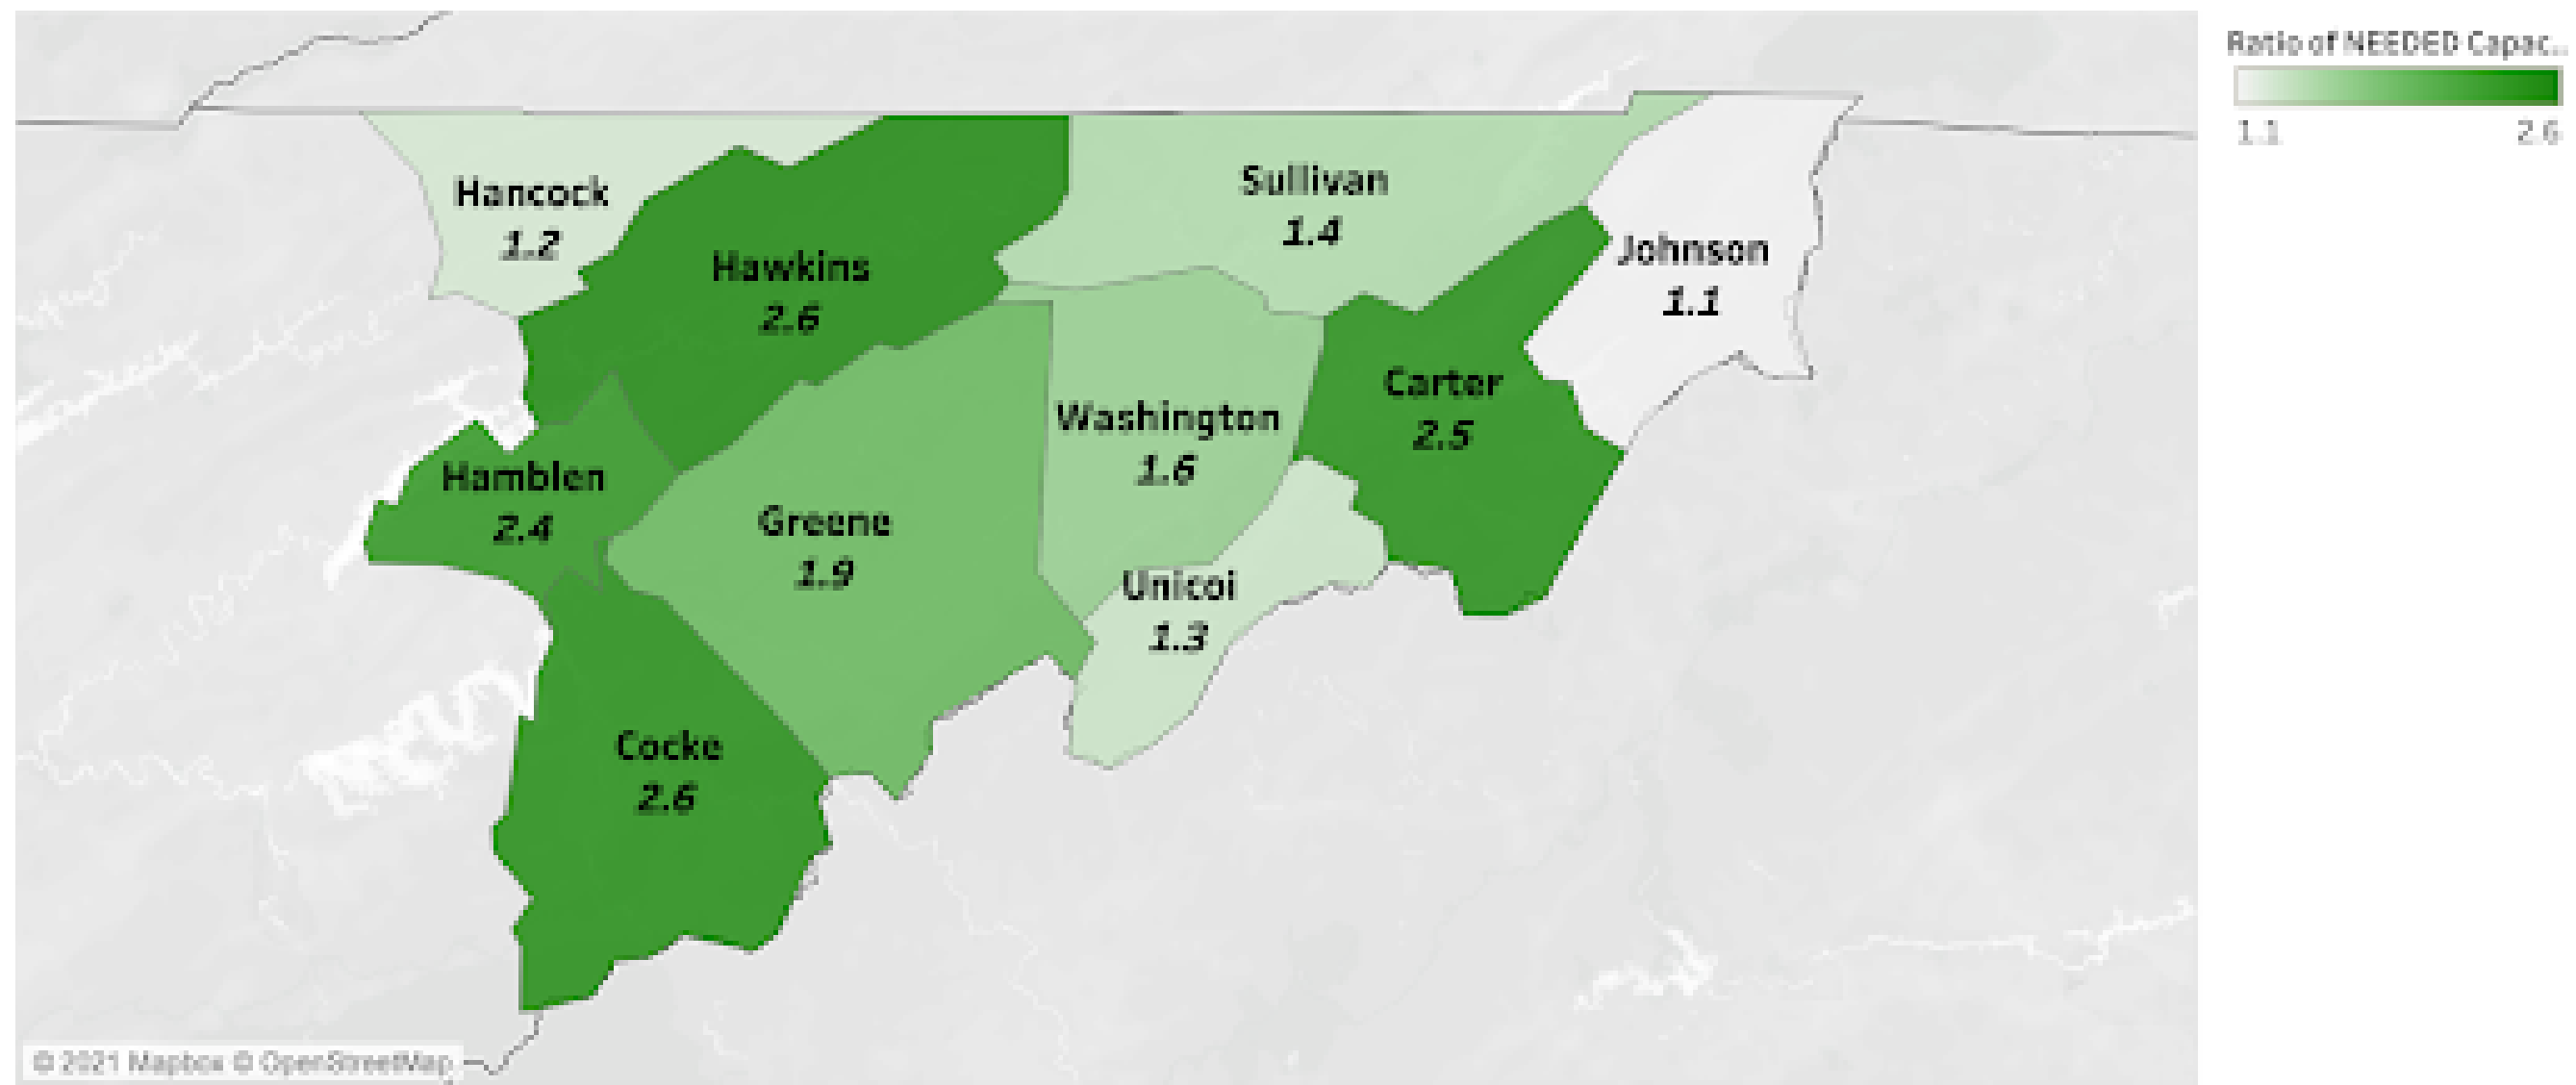 Ratio of NEEDED Capac..
1.1 2.6
Hancock
1.2
Hawkins
2.6
Sullivan
1.4
Johnson
1.1
Carter
2.5
Washington
1.6
Hamblen
2.4
Greene
1.9
Unicoi
1.3
Cocke
2.6
© 2021 Mapbox © OpenStreetMap